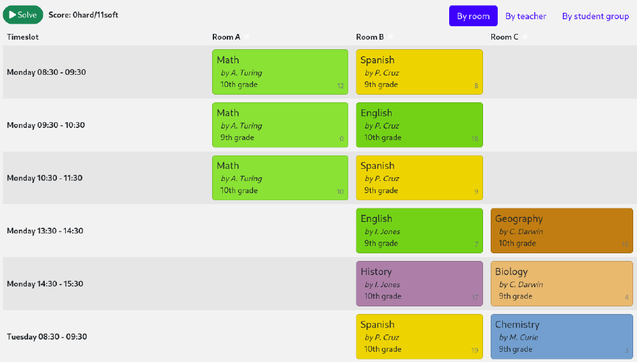 Solve Score: 0hard/11soft By room By teacher By student group
Timeslot Room A Room B Room C
Monday 08:30 - 09:30
Math
by A. Turing
10th grade 12
Spanish
by P. Cruz
9th grade 8
Monday 09:30 - 10:30
Math
by A. Turing
9th grade 0
English
by P. Cruz
10th grade
Monday 10:30 - 11:30
Math
by A. Turing
10th grade 10
Spanish
by P. Cruz
9th grade 9
Monday 13:30 - 14:30
English
by I. Jones
9th grade 7
Geography
by C. Darwin
10th grade
Monday 14:30 - 15:30
History
by I. Jones
10th grade 17
Biology
by C. Darwin
9th grade 4
Tuesday 08:30 - 09:30
Spanish
by P. Cruz
10th grade 19
Chemistry
by M. Curie
9th grade